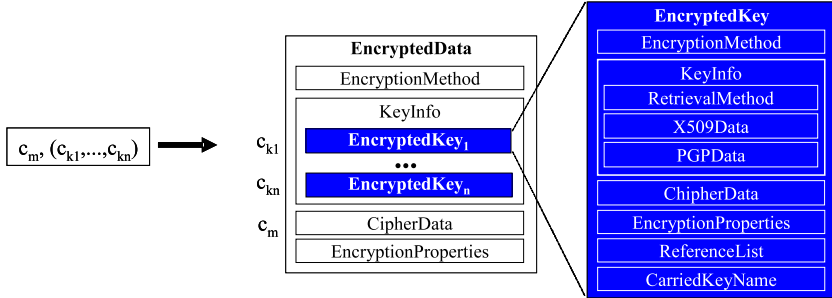 cm, (ck1,...,ckn)
EncryptedData
EncryptionMethod
KeyInfo
ck1
EncryptedKey1
...
ckn
EncryptedKeyn
cm
CipherData
EncryptionProperties
EncryptedKey
EncryptionMethod
KeyInfo
RetrievalMethod
X509Data
PGPData
ChipherData
EncryptionProperties
ReferenceList
CarriedKeyName